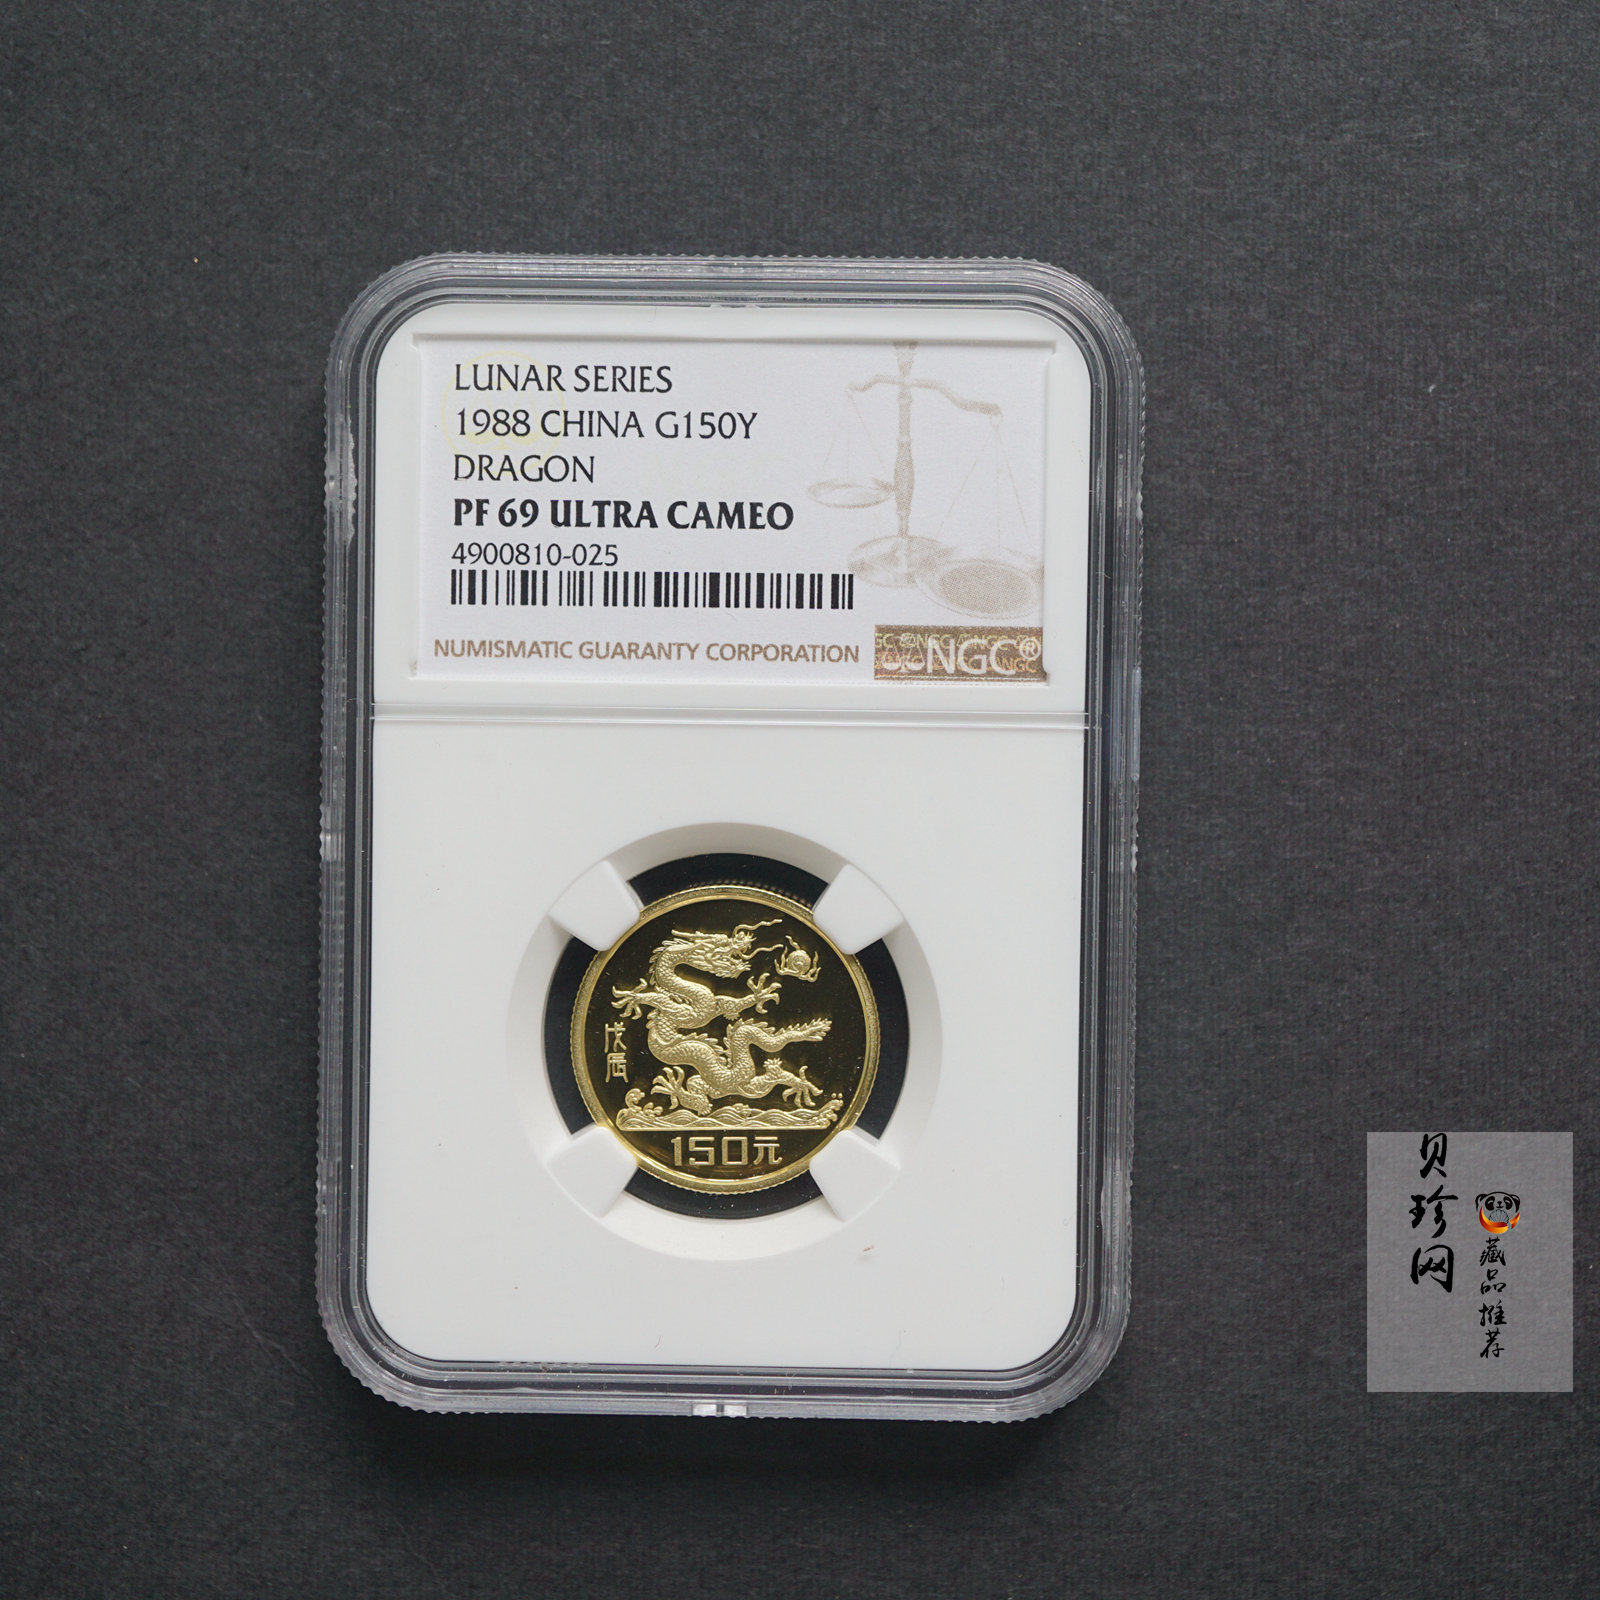 LUNAR SERIES
1988 CHINA G150Y
DRAGON
PF 69 ULTRA CAMEO
4900810-025
NUMISMATIC GUARANTY CORPORATION
NGC®
戊辰
150元
贝珍网
藏品推荐